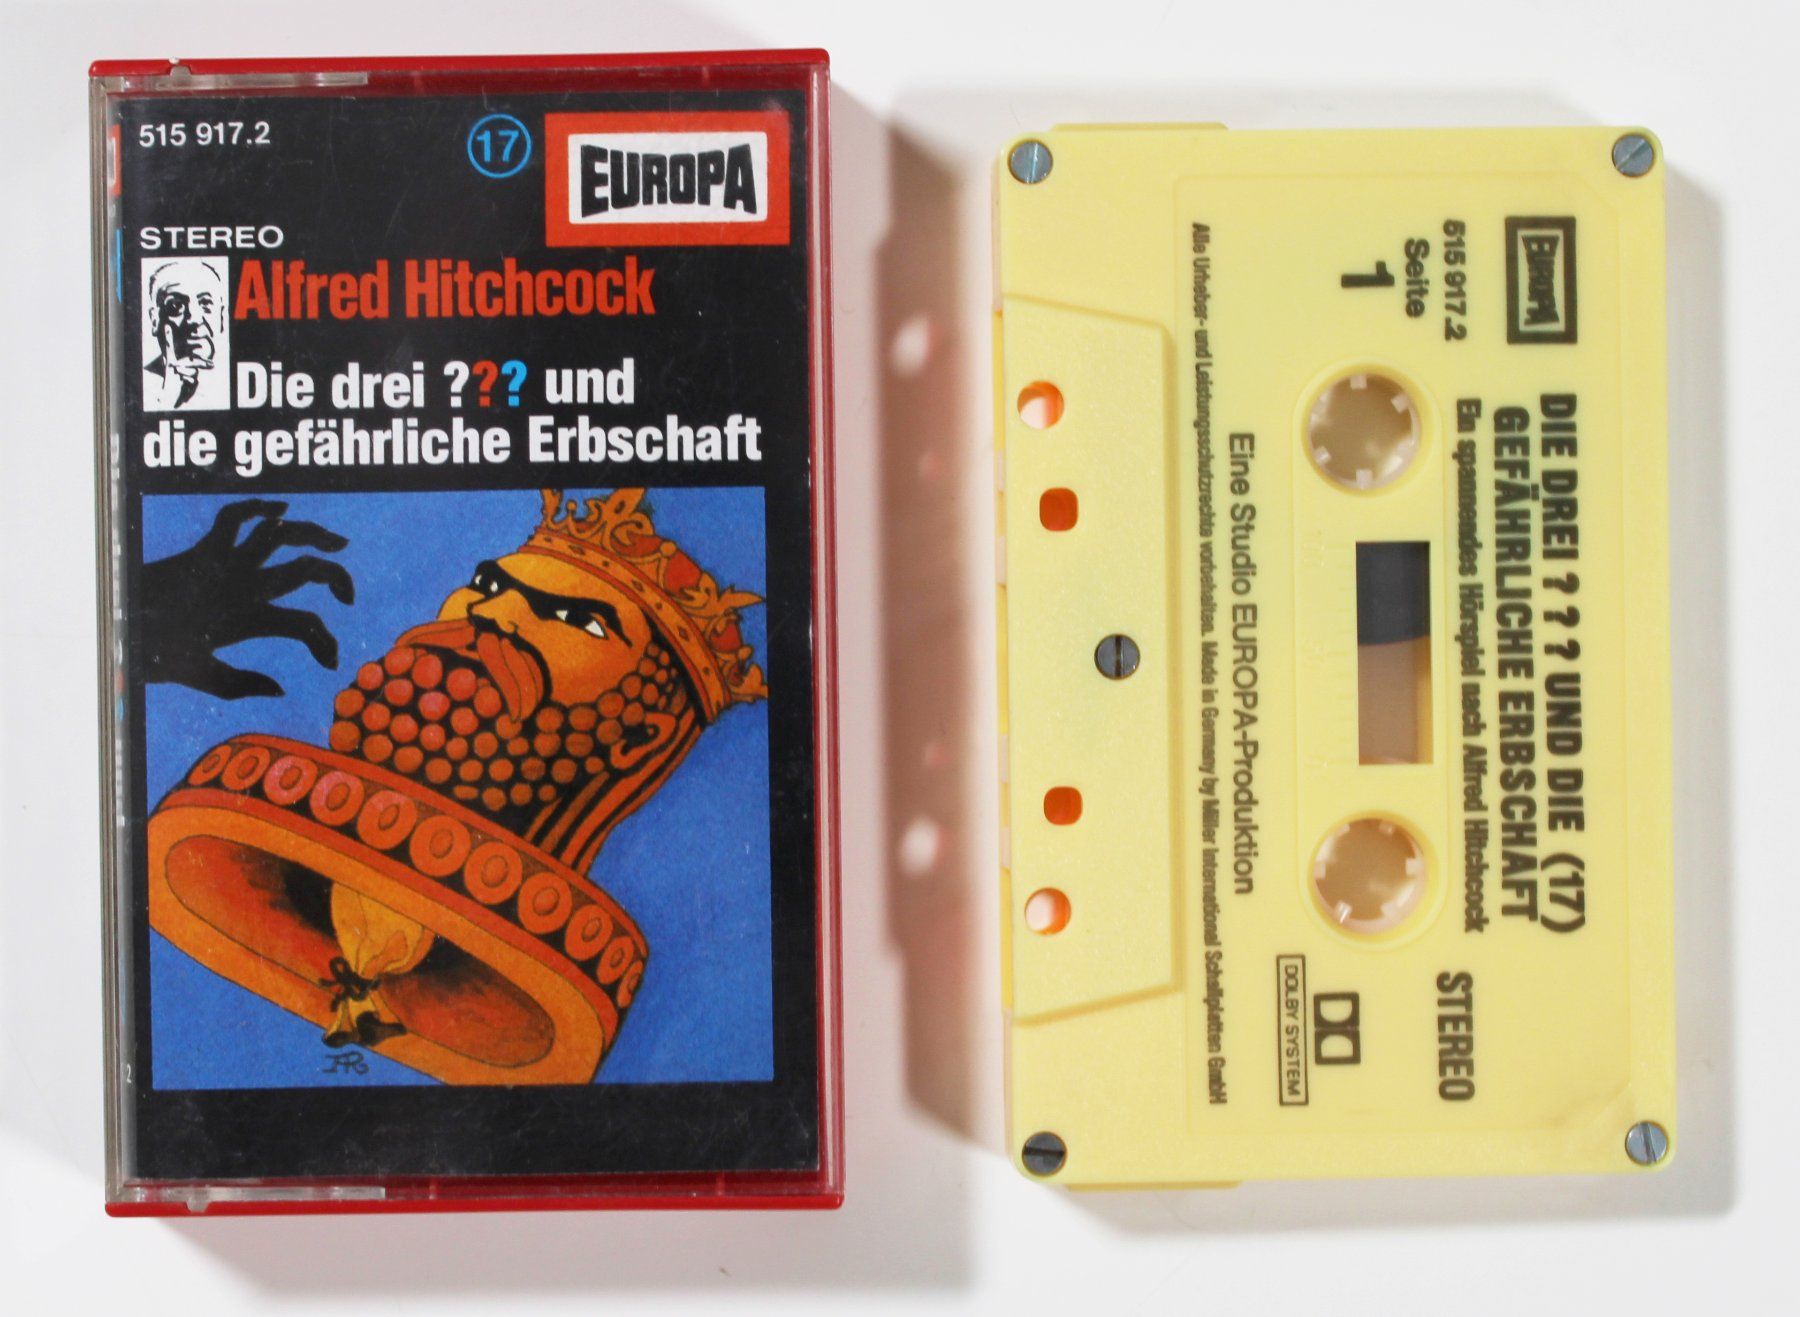 515 917.2
17
EUROPA
STEREO
Alfred Hitchcock
Die drei ??? und
die gefährliche Erbschaft
AR
2
EUROPA
515 917.2
Seite
1
DIE DREI ? ? ? UND DIE (17)
GEFÄHRLICHE ERBSCHAFT
Ein spannendes Hörspiel nach Alfred Hitchcock
STEREO
DOLBY SYSTEM
Eine Studio EUROPA-Produktion
Alle Urheber- und Leistungsschutzrechte vorbehalten. Made in Germany by Miller International Schallplatten GmbH